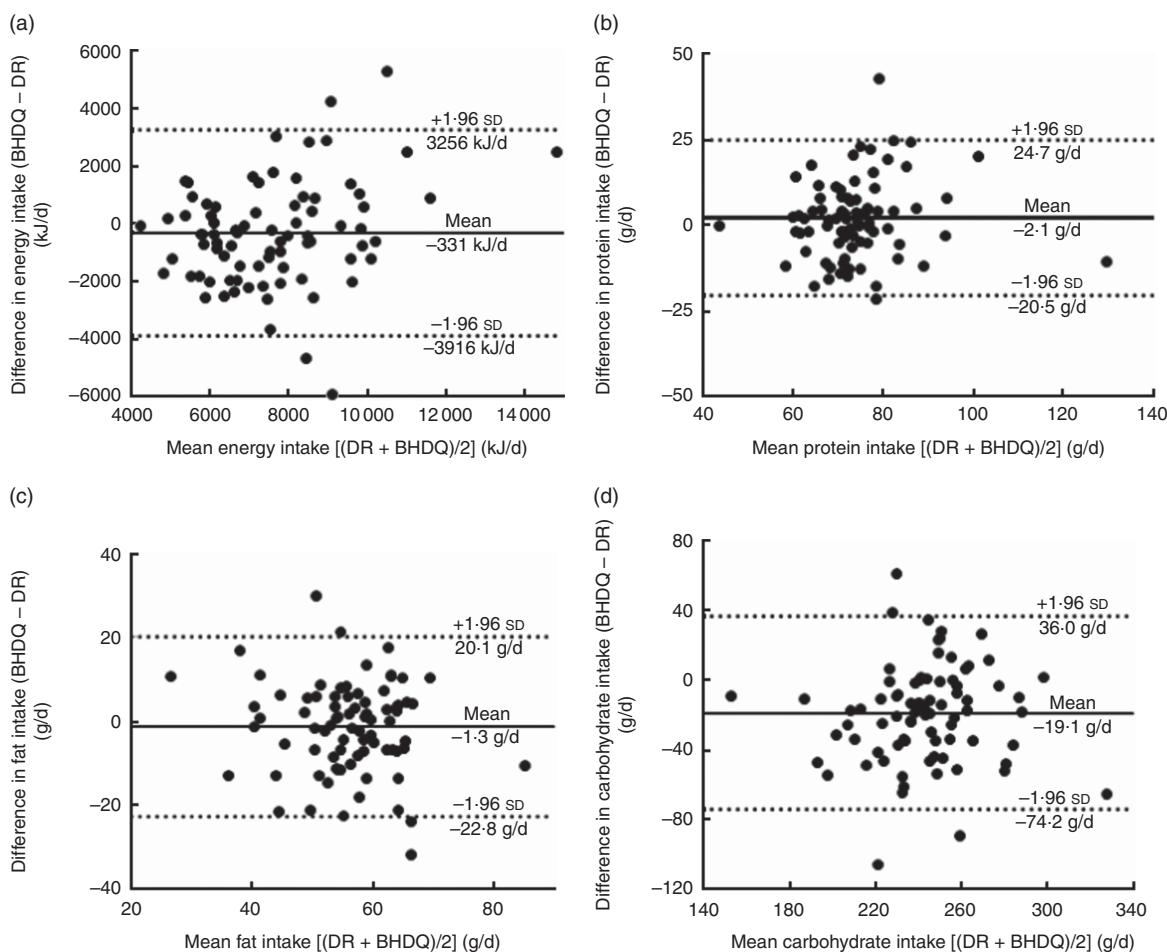 (a)
Difference in energy intake (BHDQ – DR)
(kJ/d)
6000
4000
2000
0
–2000
–4000
–6000
+1·96 SD
3256 kJ/d
Mean
–331 kJ/d
–1·96 SD
–3916 kJ/d
4000 6000 8000 10 000 12 000 14 000
Mean energy intake [(DR + BHDQ)/2] (kJ/d)
(b)
Difference in protein intake (BHDQ – DR)
(g/d)
50
25
0
–25
–50
+1·96 SD
24·7 g/d
Mean
–2·1 g/d
–1·96 SD
–20·5 g/d
40 60 80 100 120 140
Mean protein intake [(DR + BHDQ)/2] (g/d)
(c)
Difference in fat intake (BHDQ – DR)
(g/d)
40
20
0
–20
–40
+1·96 SD
20·1 g/d
Mean
–1·3 g/d
–1·96 SD
–22·8 g/d
20 40 60 80
Mean fat intake [(DR + BHDQ)/2] (g/d)
(d)
Difference in carbohydrate intake (BHDQ – DR)
(g/d)
80
40
0
–40
–80
–120
+1·96 SD
36·0 g/d
Mean
–19·1 g/d
–1·96 SD
–74·2 g/d
140 180 220 260 300 340
Mean carbohydrate intake [(DR + BHDQ)/2] (g/d)